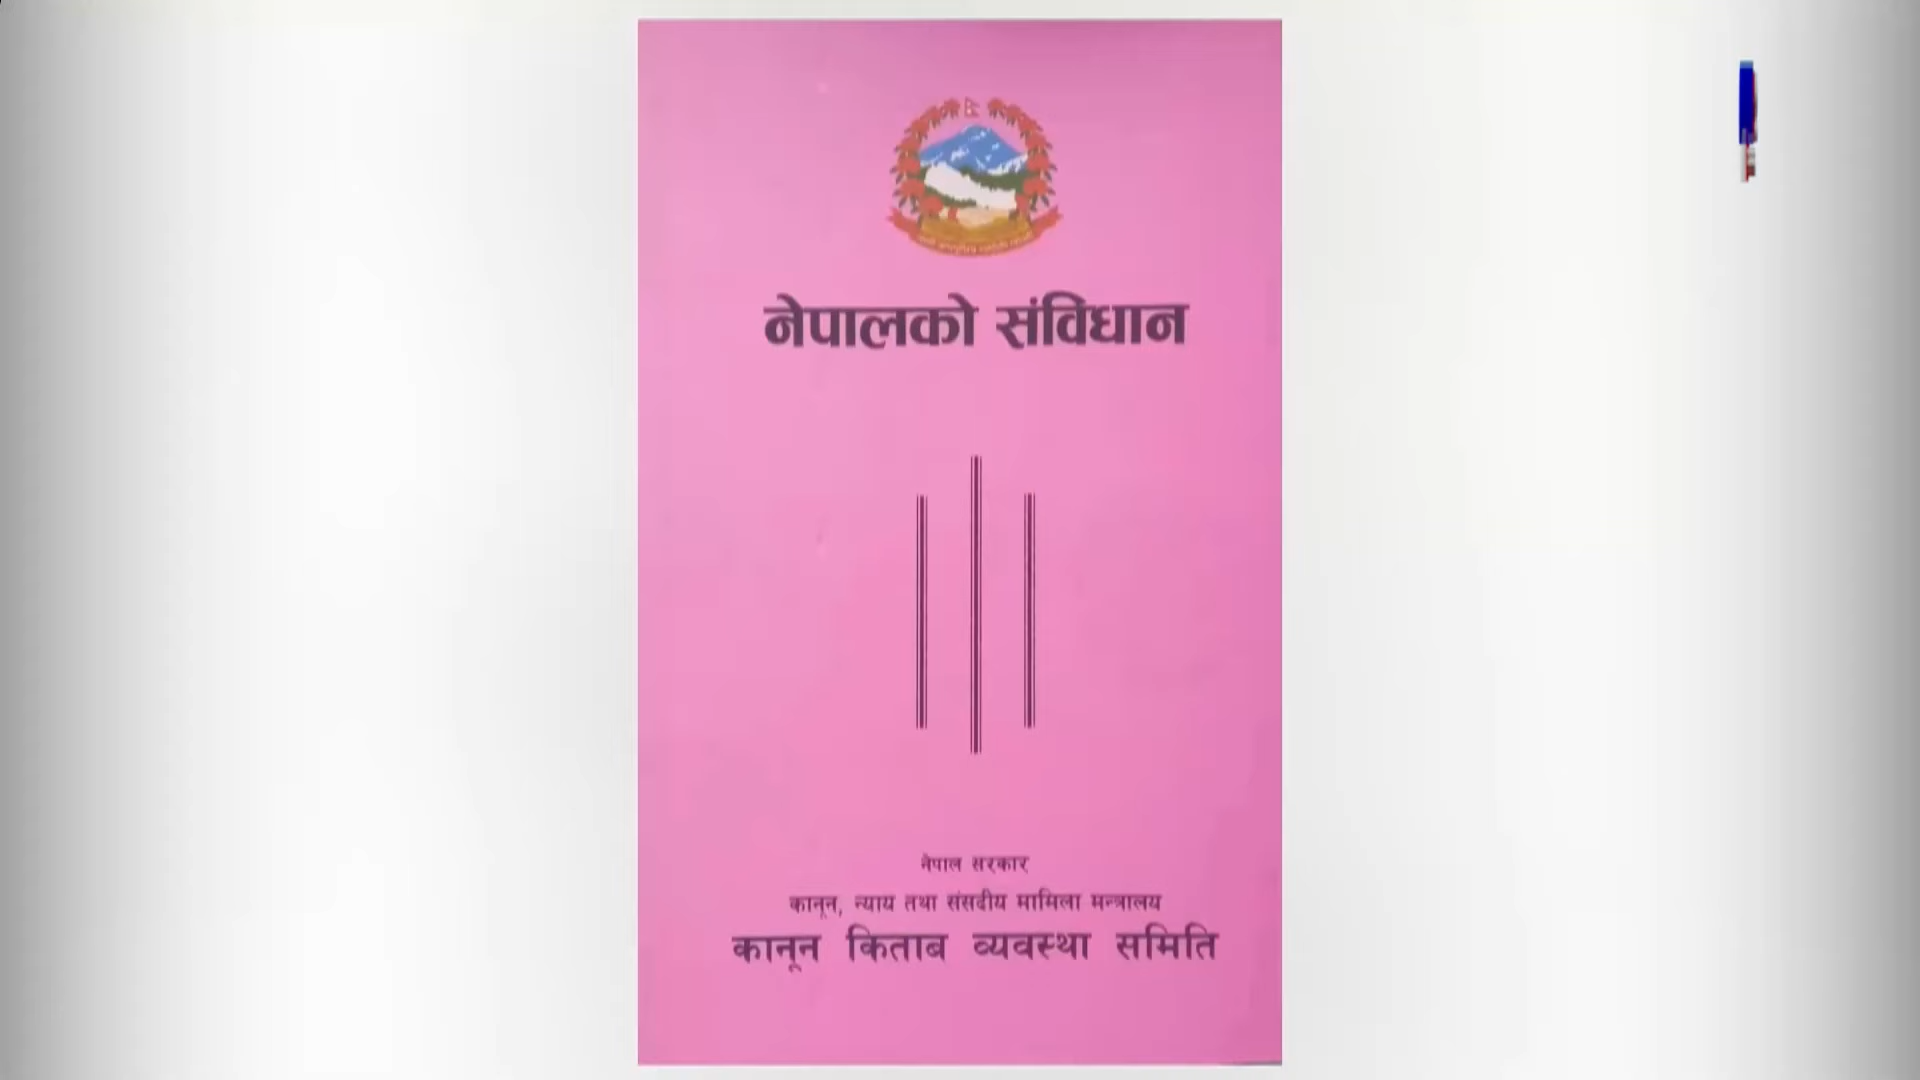 नेपालको संविधान
नेपाल सरकार
कानून, न्याय तथा संसदीय मामिला मन्त्रालय
कानून किताब व्यवस्था समिति